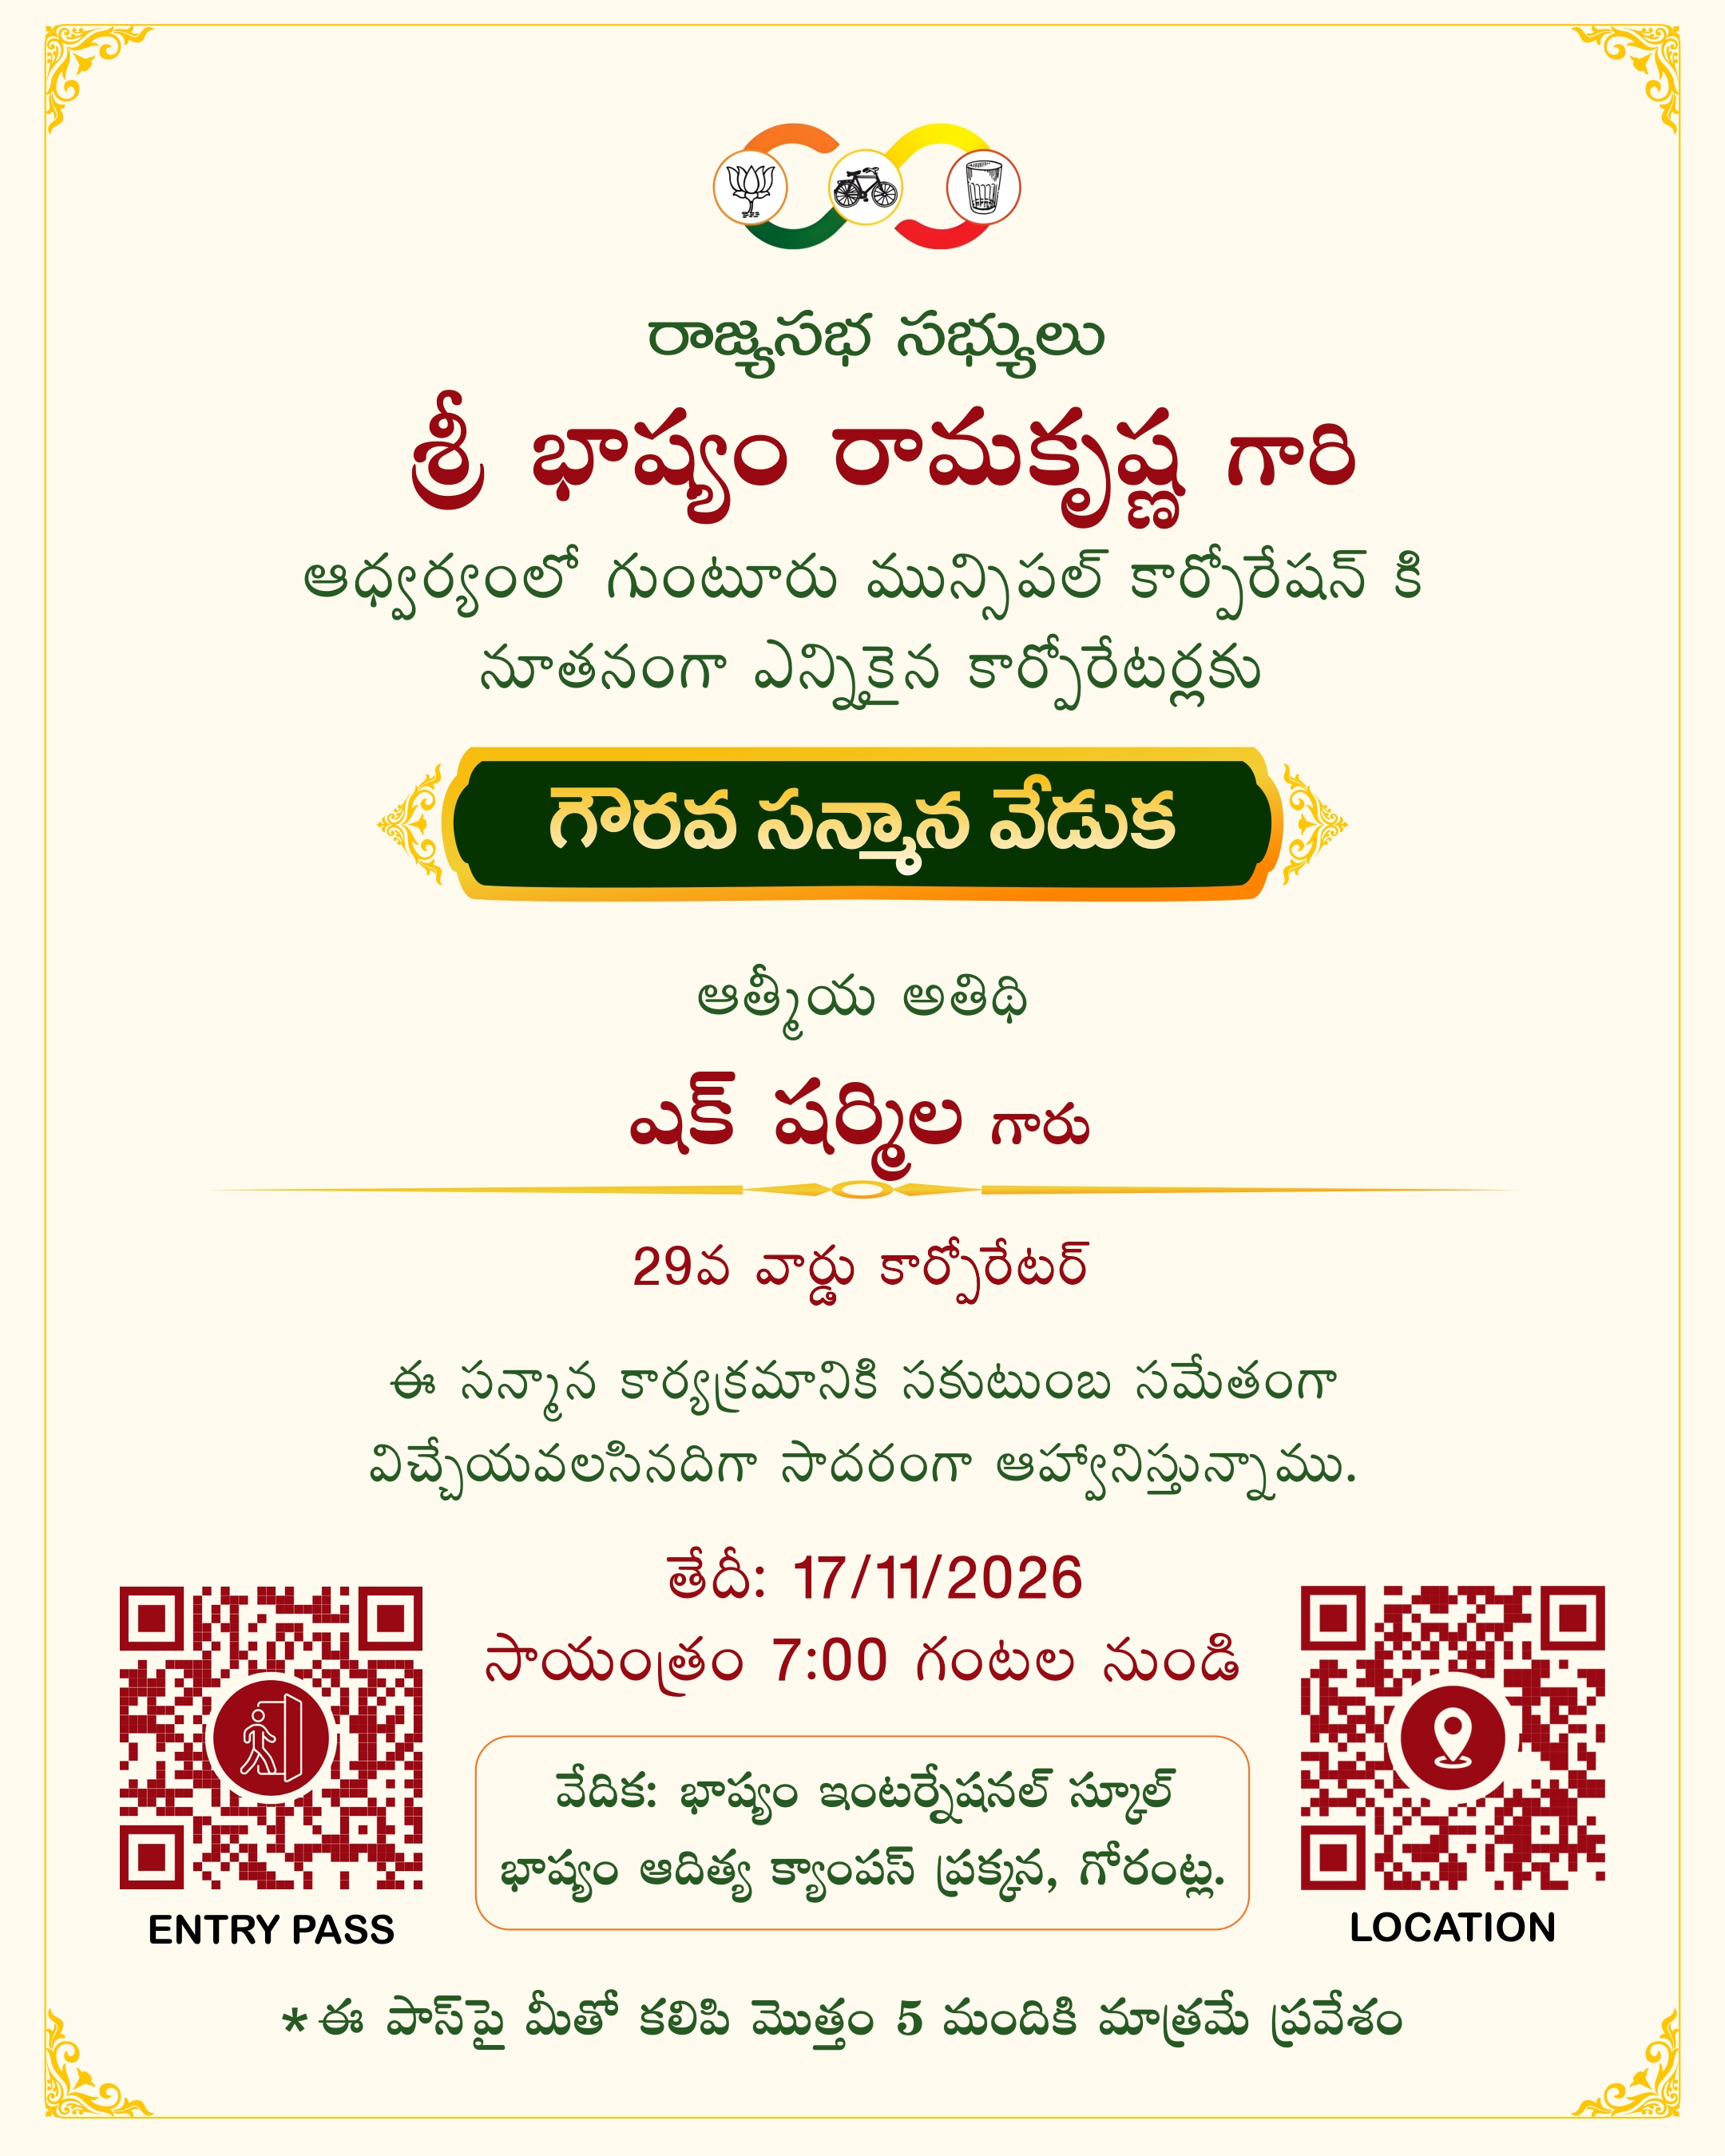 రాజ్యసభ సభ్యులు
శ్రీ భాష్యం రామకృష్ణ గారి
ఆధ్వర్యంలో గుంటూరు మున్సిపల్ కార్పోరేషన్ కి
నూతనంగా ఎన్నికైన కార్పోరేటర్లకు
గౌరవ సన్మాన వేడుక
ఆత్మీయ అతిథి
షక్ షర్మిల గారు
29వ వార్డు కార్పోరేటర్
ఈ సన్మాన కార్యక్రమానికి సకుటుంబ సమేతంగా
విచ్చేయవలసినదిగా సాదరంగా ఆహ్వానిస్తున్నాము.
తేదీ: 17/11/2026
సాయంత్రం 7:00 గంటల నుండి
వేదిక: భాష్యం ఇంటర్నేషనల్ స్కూల్
భాష్యం ఆదిత్య క్యాంపస్ ప్రక్కన, గోరంట్ల.
ENTRY PASS
LOCATION
*ఈ పాస్‌పై మీతో కలిపి మొత్తం 5 మందికి మాత్రమే ప్రవేశం